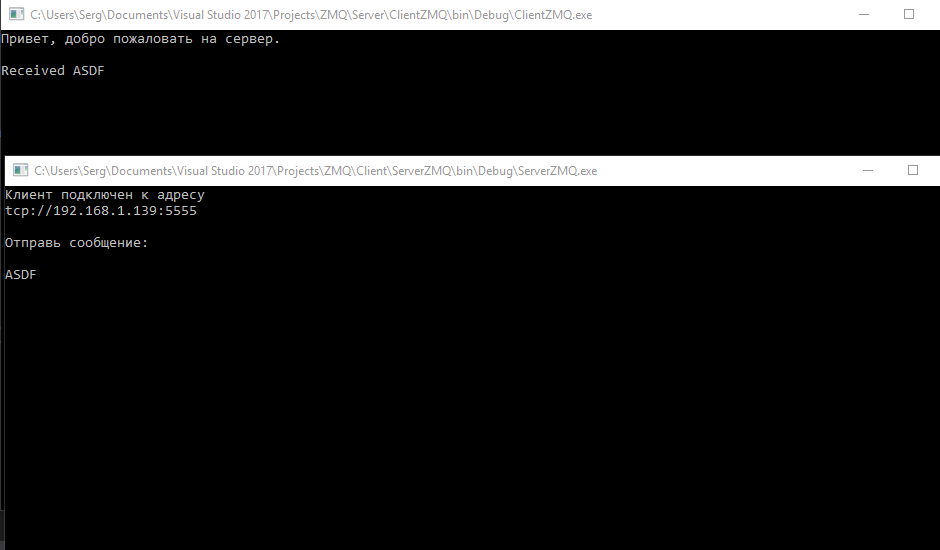 C:\Users\Serg\Documents\Visual Studio 2017\Projects\ZMQ\Server\ClientZMQ\bin\Debug\ClientZMQ.exe
Привет, добро пожаловать на сервер.
Received ASDF
C:\Users\Serg\Documents\Visual Studio 2017\Projects\ZMQ\Client\ServerZMQ\bin\Debug\ServerZMQ.exe
Клиент подключен к адресу
tcp://192.168.1.139:5555
Отправь сообщение:
ASDF